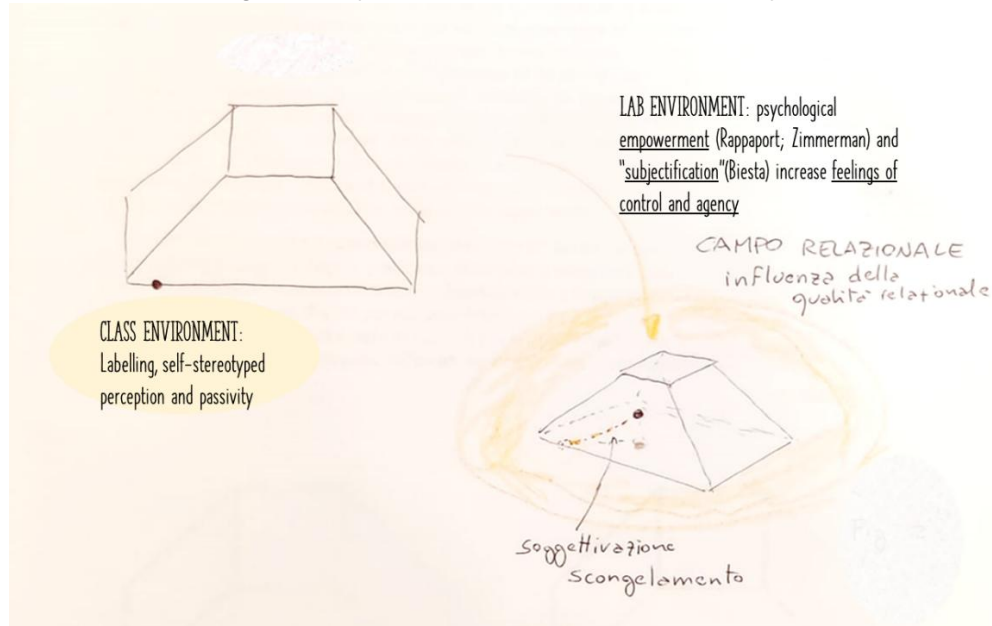 CLASS ENVIRONMENT:
Labelling, self-stereotyped
perception and passivity
LAB ENVIRONMENT: psychological
empowerment (Rappaport; Zimmerman) and
"subjectification"(Biesta) increase feelings of
control and agency
CAMPO RELAZIONALE
influenza della
qualità relazionale
soggettivazione
scongelamento